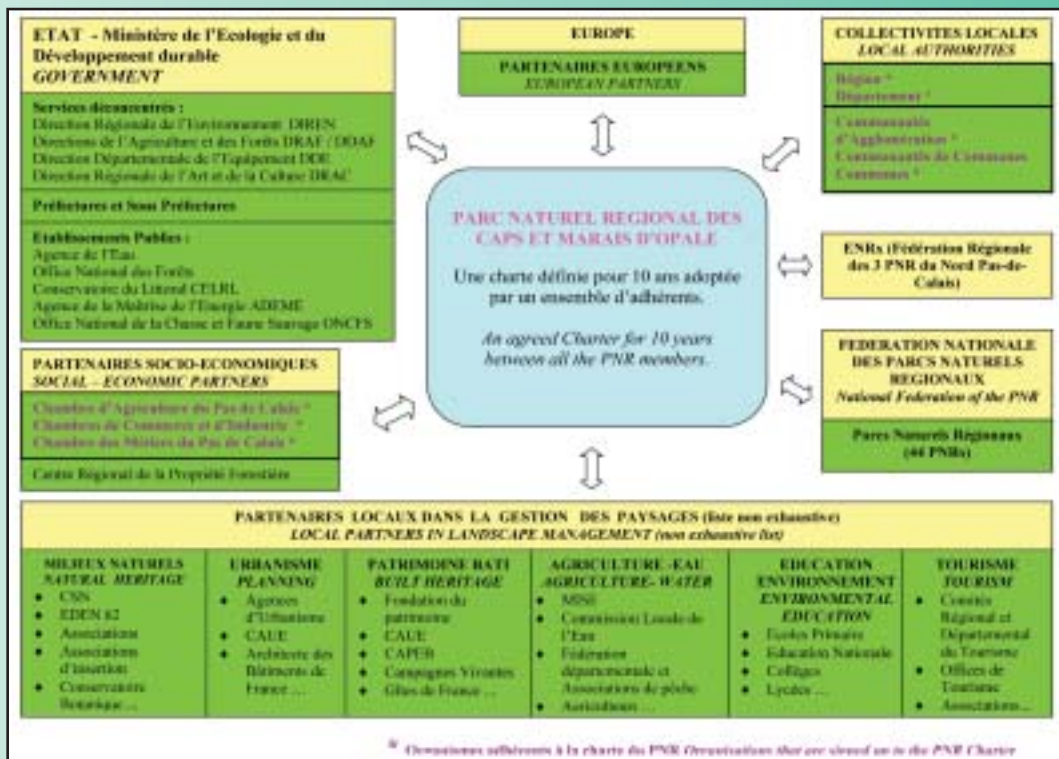 ETAT - Ministère de l'Ecologie et du
Développement durable
GOVERNMENT
Services déconcentrés :
Direction Régionale de l'Environnement DIREN
Directions de l'Agriculture et des Forêts DRAF / DDAF
Direction Départementale de l'Equipement DDE
Direction Régionale de l'Art et de la Culture DRAC
Préfectures et Sous Préfectures
Etablissements Publics :
Agence de l'Eau
Office National des Forêts
Conservatoire du Littoral CELRL
Agence de la Maîtrise de l'Energie ADEME
Office National de la Chasse et Faune Sauvage ONCFS
PARTENAIRES SOCIO-ECONOMIQUES
SOCIAL – ECONOMIC PARTNERS
Chambre d'Agriculture du Pas de Calais *
Chambres de Commerce et d'Industrie *
Chambre des Métiers du Pas de Calais *
Centre Régional de la Propriété Forestière
EUROPE
PARTENAIRES EUROPEENS
EUROPEAN PARTNERS
PARC NATUREL REGIONAL DES
CAPS ET MARAIS D'OPALE
Une charte définie pour 10 ans adoptée
par un ensemble d'adhérents.
An agreed Charter for 10 years
between all the PNR members.
COLLECTIVITES LOCALES
LOCAL AUTHORITIES
Région *
Département *
Communautés
d'Agglomération *
Communautés de Communes
Communes *
ENRx (Fédération Régionale
des 3 PNR du Nord Pas-de-
Calais)
FEDERATION NATIONALE
DES PARCS NATURELS
REGIONAUX
National Federation of the PNR
Parcs Naturels Régionaux
(44 PNRs)
PARTENAIRES LOCAUX DANS LA GESTION DES PAYSAGES (liste non exhaustive)
LOCAL PARTNERS IN LANDSCAPE MANAGEMENT (non exhaustive list)
MILIEUX NATURELS
NATURAL HERITAGE
CSN
EDEN 62
Associations
Associations
d'insertion
Conservatoire
Botanique ...
URBANISME
PLANNING
Agences
d'Urbanisme
CAUE
Architecte des
Bâtiments de
France ...
PATRIMOINE BATI
BUILT HERITAGE
Fondation du
patrimoine
CAUE
CAPEB
Campagnes Vivantes
Gîtes de France ...
AGRICULTURE -EAU
AGRICULTURE- WATER
MISE
Commission Locale de
l'Eau
Fédération
départementale et
Associations de pêche
Agriculteurs ...
EDUCATION
ENVIRONNEMENT
ENVIRONMENTAL
EDUCATION
Ecoles Primaire
Education Nationale
Collèges
Lycées ...
TOURISME
TOURISM
Comités
Régional et
Départemental
du Tourisme
Offices de
Tourisme
Associations...
* Organismes adhérents à la charte du PNR Organisations that are signed up to the PNR Charter